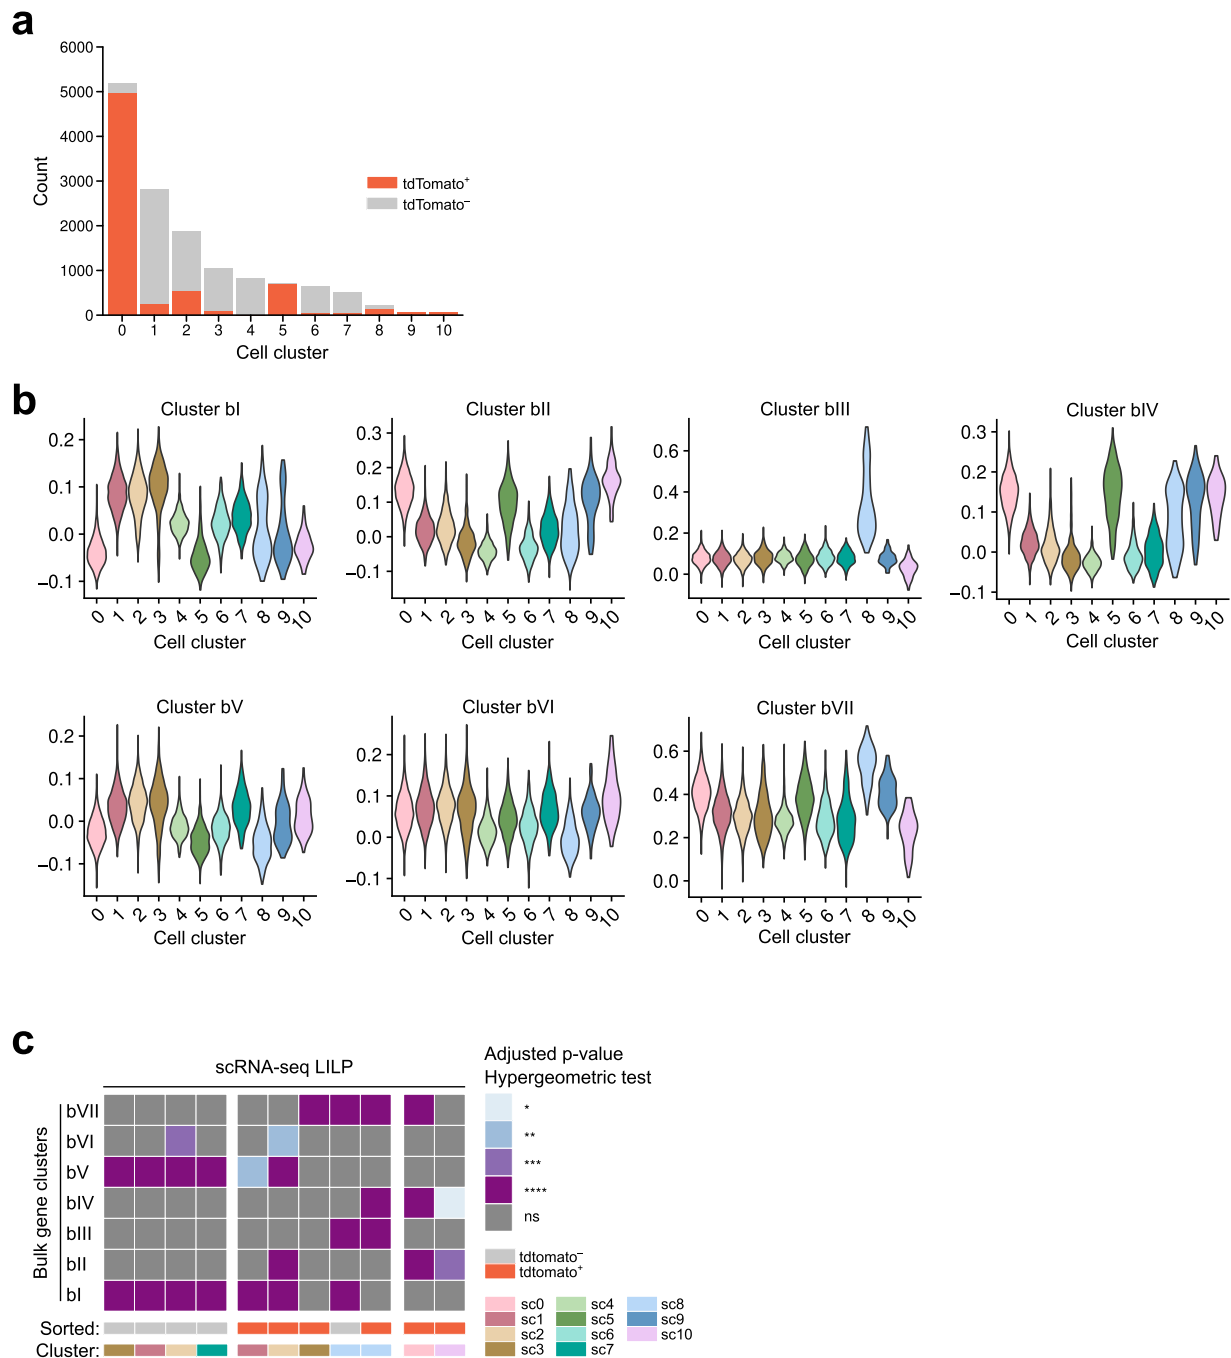 a
6000
5000
4000
3000
2000
1000
0
Count
tdTomato+
tdTomato–
0 1 2 3 4 5 6 7 8 9 10
Cell cluster
b
Cluster bI
0.2
0.1
0.0
−0.1
0 1 2 3 4 5 6 7 8 9 10
Cell cluster
Cluster bII
0.3
0.2
0.1
0.0
−0.1
0 1 2 3 4 5 6 7 8 9 10
Cell cluster
Cluster bIII
0.6
0.4
0.2
0.0
0 1 2 3 4 5 6 7 8 9 10
Cell cluster
Cluster bIV
0.3
0.2
0.1
0.0
−0.1
0 1 2 3 4 5 6 7 8 9 10
Cell cluster
Cluster bV
0.2
0.1
0.0
−0.1
0 1 2 3 4 5 6 7 8 9 10
Cell cluster
Cluster bVI
0.2
0.1
0.0
−0.1
0 1 2 3 4 5 6 7 8 9 10
Cell cluster
Cluster bVII
0.6
0.4
0.2
0.0
0 1 2 3 4 5 6 7 8 9 10
Cell cluster
c
scRNA-seq LILP
Bulk gene clusters
bVII
bVI
bV
bIV
bIII
bII
bI
Sorted:
Cluster:
Adjusted p-value
Hypergeometric test
*
**
***
****
ns
tdtomato–
tdtomato+
sc0 sc4 sc8
sc1 sc5 sc9
sc2 sc6 sc10
sc3 sc7